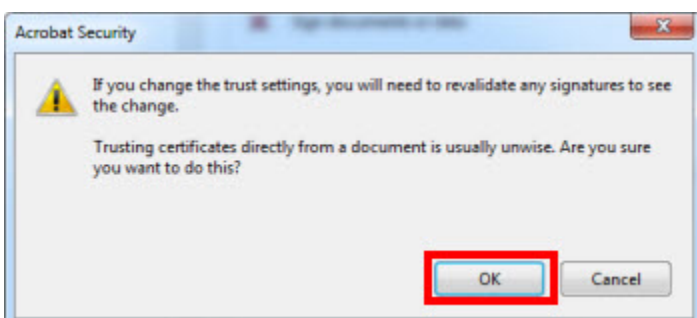 Acrobat Security
If you change the trust settings, you will need to revalidate any signatures to see
the change.
Trusting certificates directly from a document is usually unwise. Are you sure
you want to do this?
OK
Cancel